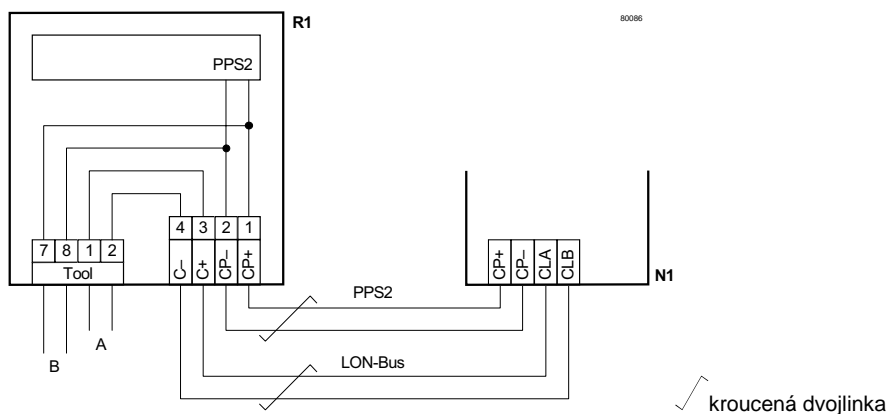 R1
80086
PPS2
4 3 2 1
7 8 1 2
C– C+ CP– CP+
Tool
CP+ CP– CLA CLB
N1
PPS2
A
B
LON-Bus
kroucená dvojlinka